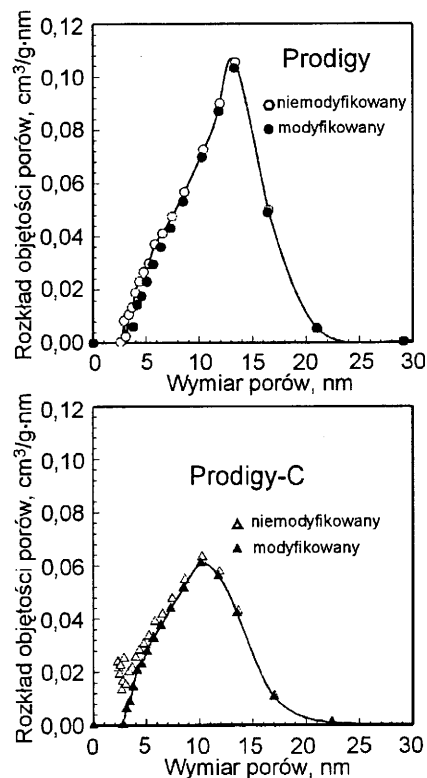 Rozkład objętości porów, cm³/g·nm
0,12
0,10
0,08
0,06
0,04
0,02
0,00
Prodigy
niemodyfikowany
modyfikowany
0 5 10 15 20 25 30
Wymiar porów, nm
Rozkład objętości porów, cm³/g·nm
0,12
0,10
0,08
0,06
0,04
0,02
0,00
Prodigy-C
niemodyfikowany
modyfikowany
0 5 10 15 20 25 30
Wymiar porów, nm